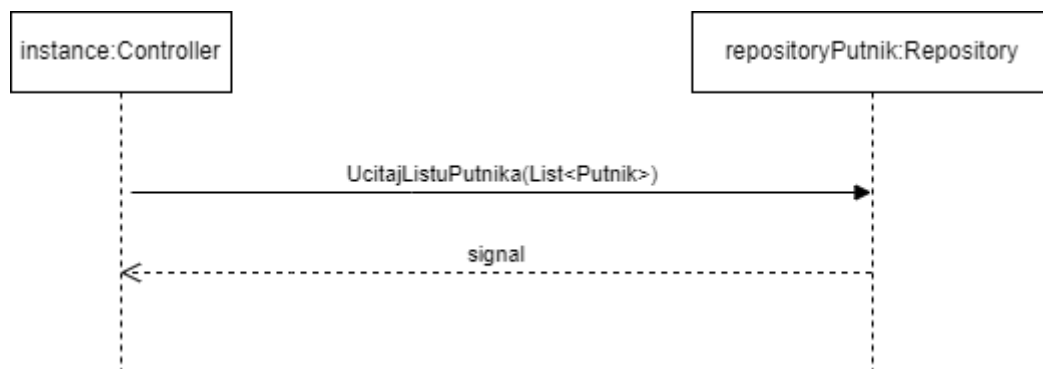 instance:Controller
repositoryPutnik:Repository
UcitajListuPutnika(List<Putnik>)
signal